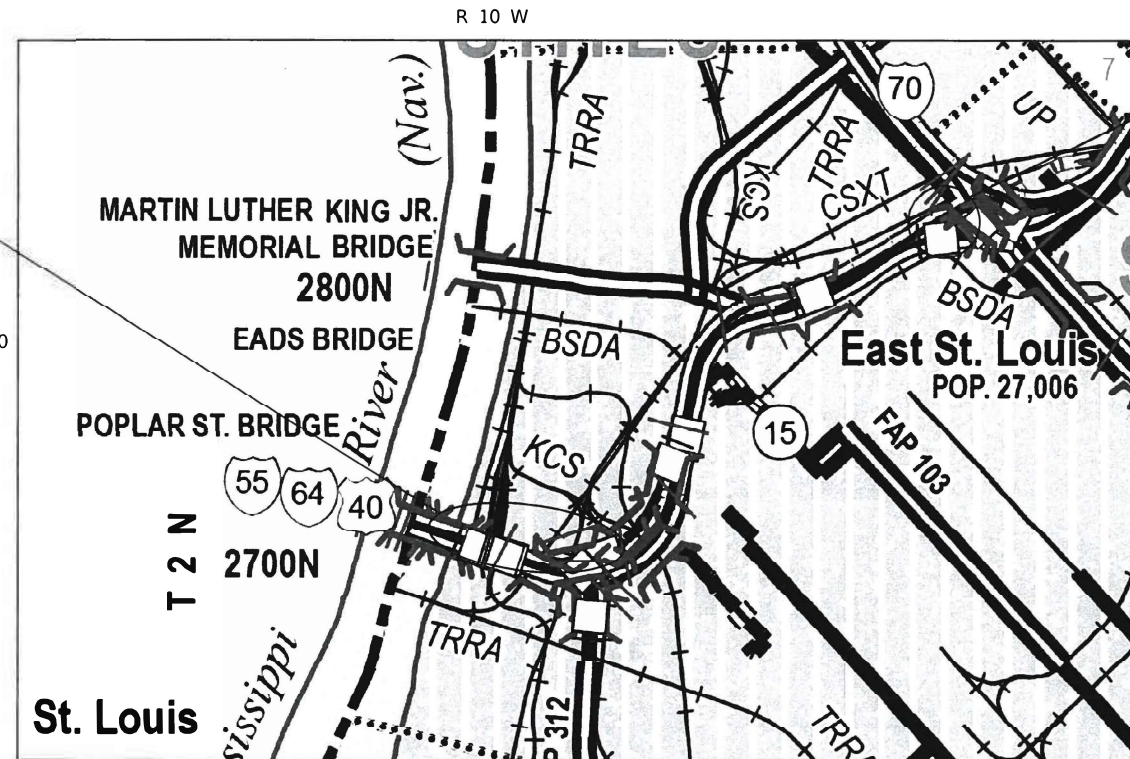 R 10 W
(Nav.)
TRRA
70
7
UP
TRRA
KCS
CSXT
MARTIN LUTHER KING JR.
MEMORIAL BRIDGE
2800N
BSDA
EADS BRIDGE
BSDA
0
East St. Louis
POP. 27,006
River
POPLAR ST. BRIDGE
15
FAP 103
KCS
55
64
40
T 2 N
2700N
TRRA
St. Louis
sissippi
P 312
TRRA